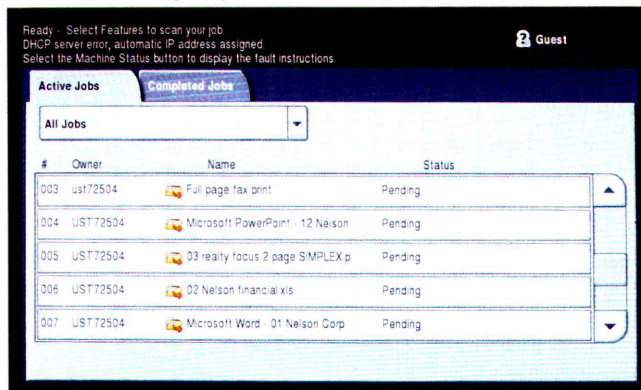 Ready - Select Features to scan your job
DHCP server error, automatic IP address assigned.
Select the Machine Status button to display the fault instructions.
Guest
Active Jobs
Completed Jobs
All Jobs
# Owner Name Status
003 ust72504 Full page fax print Pending
004 UST72504 Microsoft PowerPoint - 12 Nelson Pending
005 UST72504 03 realty focus 2 page SIMPLEX p Pending
006 UST72504 02 Nelson financial xls Pending
007 UST72504 Microsoft Word - 01 Nelson Corp Pending